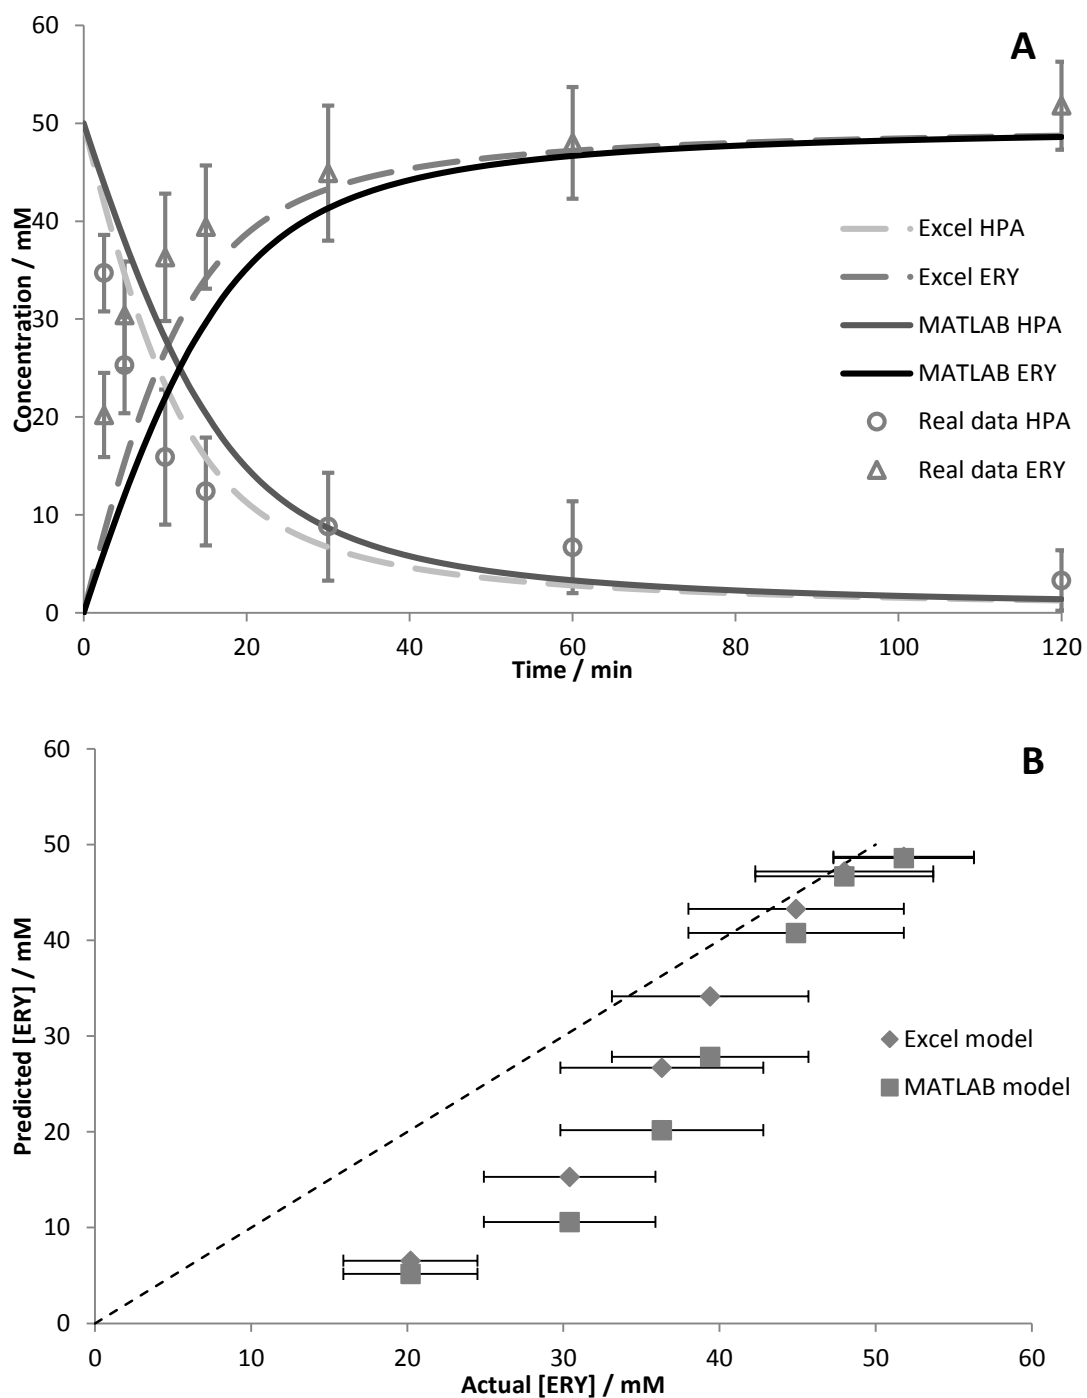 A
60
50
40
30
20
10
0
Concentration / mM
0 20 40 60 80 100 120
Time / min
Excel HPA
Excel ERY
MATLAB HPA
MATLAB ERY
Real data HPA
Real data ERY
B
60
50
40
30
20
10
0
Predicted [ERY] / mM
0 10 20 30 40 50 60
Actual [ERY] / mM
Excel model
MATLAB model